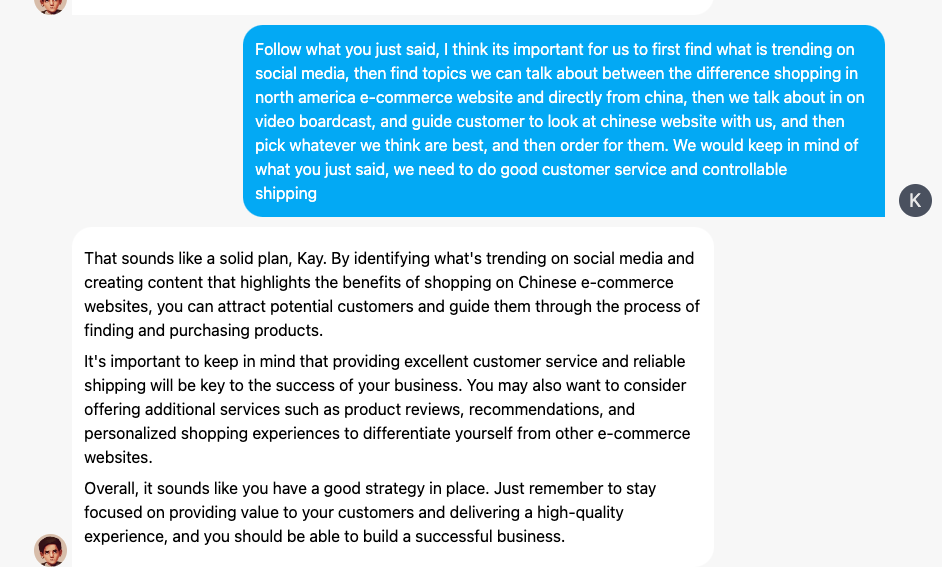 Follow what you just said, I think its important for us to first find what is trending on
social media, then find topics we can talk about between the difference shopping in
north america e-commerce website and directly from china, then we talk about in on
video boardcast, and guide customer to look at chinese website with us, and then
pick whatever we think are best, and then order for them. We would keep in mind of
what you just said, we need to do good customer service and controllable
shipping
K
That sounds like a solid plan, Kay. By identifying what's trending on social media and
creating content that highlights the benefits of shopping on Chinese e-commerce
websites, you can attract potential customers and guide them through the process of
finding and purchasing products.
It's important to keep in mind that providing excellent customer service and reliable
shipping will be key to the success of your business. You may also want to consider
offering additional services such as product reviews, recommendations, and
personalized shopping experiences to differentiate yourself from other e-commerce
websites.
Overall, it sounds like you have a good strategy in place. Just remember to stay
focused on providing value to your customers and delivering a high-quality
experience, and you should be able to build a successful business.